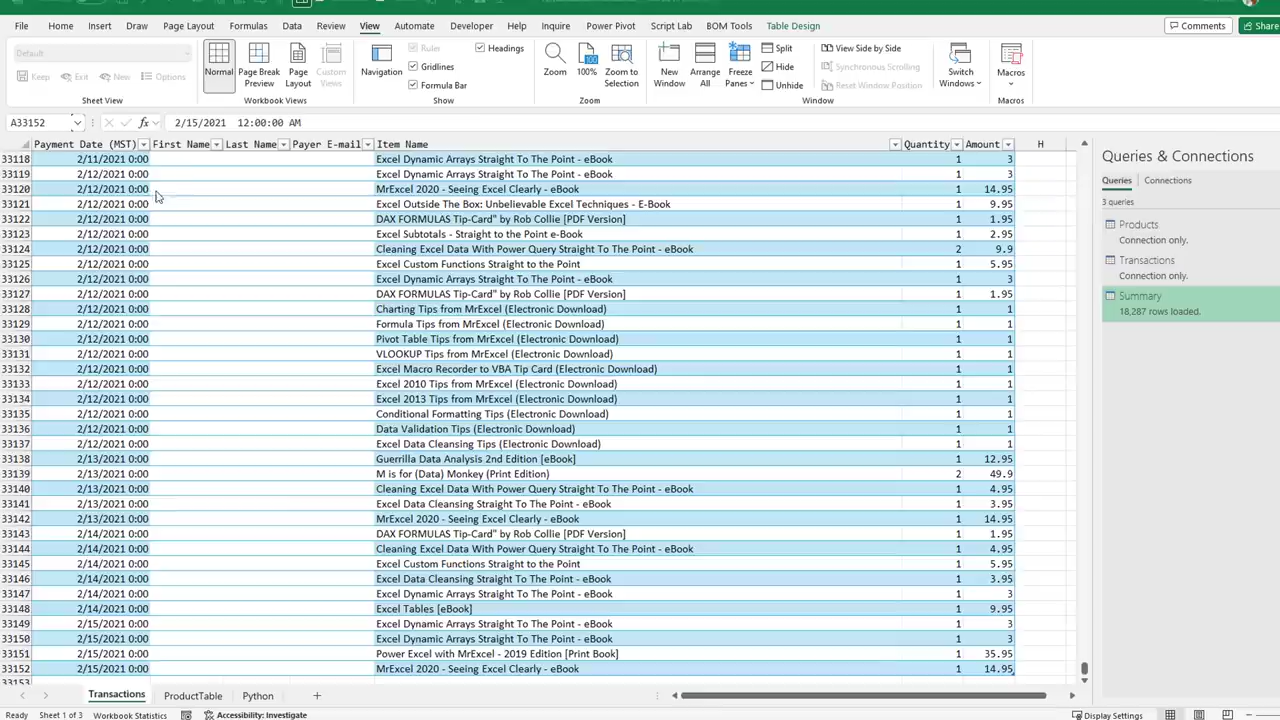 File Home Insert Draw Page Layout Formulas Data Review View Automate Developer Help Inquire Power Pivot Script Lab BOM Tools Table Design Comments Share
Default
Keep Exit New Options
Sheet View
Normal Page Break Preview Page Layout Custom Views
Workbook Views
Navigation Ruler Headings
Gridlines
Formula Bar
Show
Zoom 100% Zoom to Selection
Zoom
New Window Arrange All Freeze Panes Split Hide Unhide
View Side by Side
Synchronous Scrolling
Reset Window Position
Switch Windows
Window
Macros
Macros
A33152 fx 2/15/2021 12:00:00 AM
Payment Date (MST) First Name Last Name Payer E-mail Item Name Quantity Amount H
33118 2/11/2021 0:00 Excel Dynamic Arrays Straight To The Point - eBook 1 3
33119 2/12/2021 0:00 Excel Dynamic Arrays Straight To The Point - eBook 1 3
33120 2/12/2021 0:00 MrExcel 2020 - Seeing Excel Clearly - eBook 1 14.95
33121 2/12/2021 0:00 Excel Outside The Box: Unbelievable Excel Techniques - E-Book 1 9.95
33122 2/12/2021 0:00 DAX FORMULAS Tip-Card" by Rob Collie [PDF Version] 1 1.95
33123 2/12/2021 0:00 Excel Subtotals - Straight to the Point e-Book 1 2.95
33124 2/12/2021 0:00 Cleaning Excel Data With Power Query Straight To The Point - eBook 2 9.9
33125 2/12/2021 0:00 Excel Custom Functions Straight to the Point 1 5.95
33126 2/12/2021 0:00 Excel Dynamic Arrays Straight To The Point - eBook 1 3
33127 2/12/2021 0:00 DAX FORMULAS Tip-Card" by Rob Collie [PDF Version] 1 1.95
33128 2/12/2021 0:00 Charting Tips from MrExcel (Electronic Download) 1 1
33129 2/12/2021 0:00 Formula Tips from MrExcel (Electronic Download) 1 1
33130 2/12/2021 0:00 Pivot Table Tips from MrExcel (Electronic Download) 1 1
33131 2/12/2021 0:00 VLOOKUP Tips from MrExcel (Electronic Download) 1 1
33132 2/12/2021 0:00 Excel Macro Recorder to VBA Tip Card (Electronic Download) 1 1
33133 2/12/2021 0:00 Excel 2010 Tips from MrExcel (Electronic Download) 1 1
33134 2/12/2021 0:00 Excel 2013 Tips from MrExcel (Electronic Download) 1 1
33135 2/12/2021 0:00 Conditional Formatting Tips (Electronic Download) 1 1
33136 2/12/2021 0:00 Data Validation Tips (Electronic Download) 1 1
33137 2/12/2021 0:00 Excel Data Cleansing Tips (Electronic Download) 1 1
33138 2/13/2021 0:00 Guerrilla Data Analysis 2nd Edition [eBook] 1 12.95
33139 2/13/2021 0:00 M is for (Data) Monkey (Print Edition) 2 49.9
33140 2/13/2021 0:00 Cleaning Excel Data With Power Query Straight To The Point - eBook 1 4.95
33141 2/13/2021 0:00 Excel Data Cleansing Straight To The Point - eBook 1 3.95
33142 2/13/2021 0:00 MrExcel 2020 - Seeing Excel Clearly - eBook 1 14.95
33143 2/14/2021 0:00 DAX FORMULAS Tip-Card" by Rob Collie [PDF Version] 1 1.95
33144 2/14/2021 0:00 Cleaning Excel Data With Power Query Straight To The Point - eBook 1 4.95
33145 2/14/2021 0:00 Excel Custom Functions Straight to the Point 1 5.95
33146 2/14/2021 0:00 Excel Data Cleansing Straight To The Point - eBook 1 3.95
33147 2/14/2021 0:00 Excel Dynamic Arrays Straight To The Point - eBook 1 3
33148 2/14/2021 0:00 Excel Tables [eBook] 1 9.95
33149 2/15/2021 0:00 Excel Dynamic Arrays Straight To The Point - eBook 1 3
33150 2/15/2021 0:00 Excel Dynamic Arrays Straight To The Point - eBook 1 3
33151 2/15/2021 0:00 Power Excel with MrExcel - 2019 Edition [Print Book] 1 35.95
33152 2/15/2021 0:00 MrExcel 2020 - Seeing Excel Clearly - eBook 1 14.95
33153
Queries & Connections
Queries Connections
3 queries
Products
Connection only.
Transactions
Connection only.
Summary
18,287 rows loaded.
Transactions ProductTable Python +
Ready Sheet 1 of 3 Workbook Statistics Accessibility: Investigate Display Settings